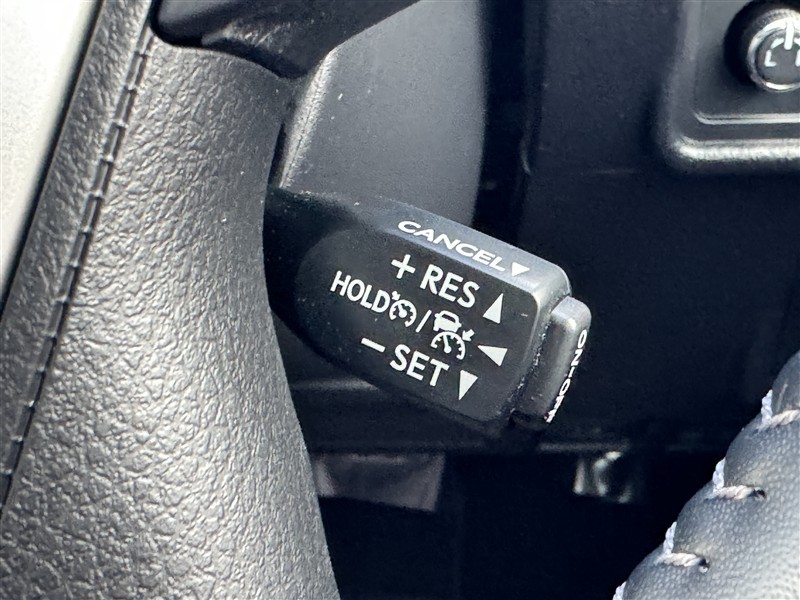 CANCEL▼
+ RES ▲
HOLD / ◀
− SET ▼
ON-OFF
L